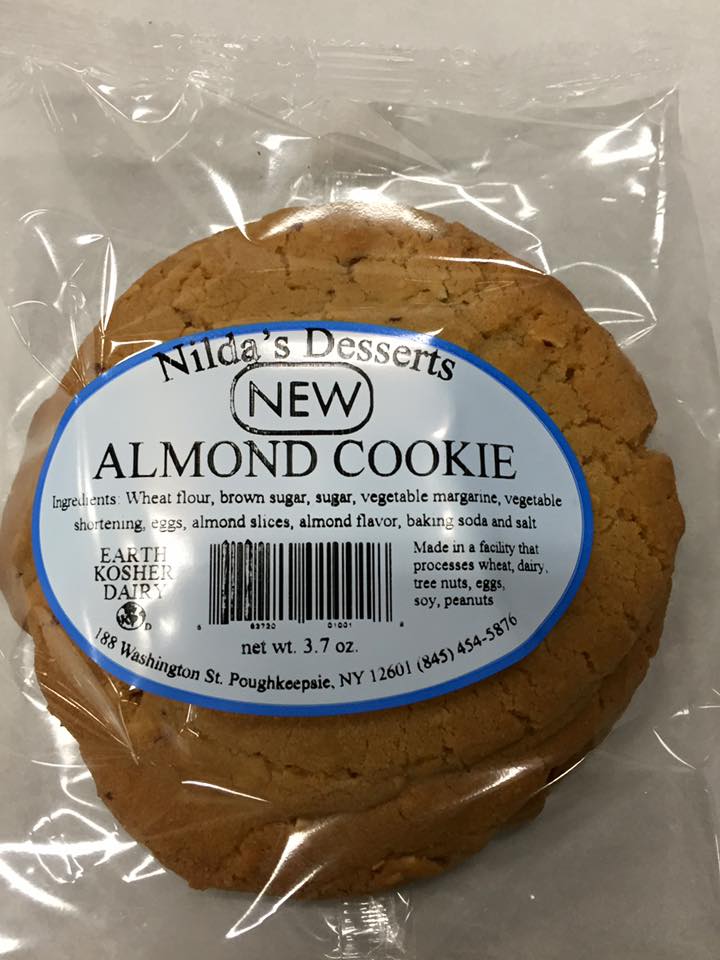 Nilda's Desserts
NEW
ALMOND COOKIE
Ingredients: Wheat flour, brown sugar, sugar, vegetable margarine, vegetable
shortening, eggs, almond slices, almond flavor, baking soda and salt
EARTH
KOSHER
DAIRY
D
Made in a facility that
processes wheat, dairy,
tree nuts, eggs,
soy, peanuts
net wt. 3.7 oz.
188 Washington St. Poughkeepsie, NY 12601 (845) 454-5876